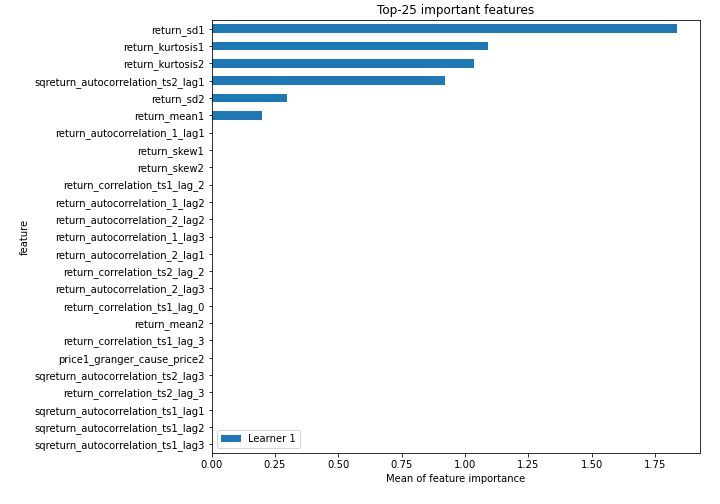 Top-25 important features
return_sd1
return_kurtosis1
return_kurtosis2
sqreturn_autocorrelation_ts2_lag1
return_sd2
return_mean1
return_autocorrelation_1_lag1
return_skew1
return_skew2
return_correlation_ts1_lag_2
return_autocorrelation_1_lag2
return_autocorrelation_2_lag2
return_autocorrelation_1_lag3
return_autocorrelation_2_lag1
return_correlation_ts2_lag_2
return_autocorrelation_2_lag3
return_correlation_ts1_lag_0
return_mean2
return_correlation_ts1_lag_3
price1_granger_cause_price2
sqreturn_autocorrelation_ts2_lag3
return_correlation_ts2_lag_3
sqreturn_autocorrelation_ts1_lag1
sqreturn_autocorrelation_ts1_lag2
sqreturn_autocorrelation_ts1_lag3
feature
Learner 1
0.00 0.25 0.50 0.75 1.00 1.25 1.50 1.75
Mean of feature importance